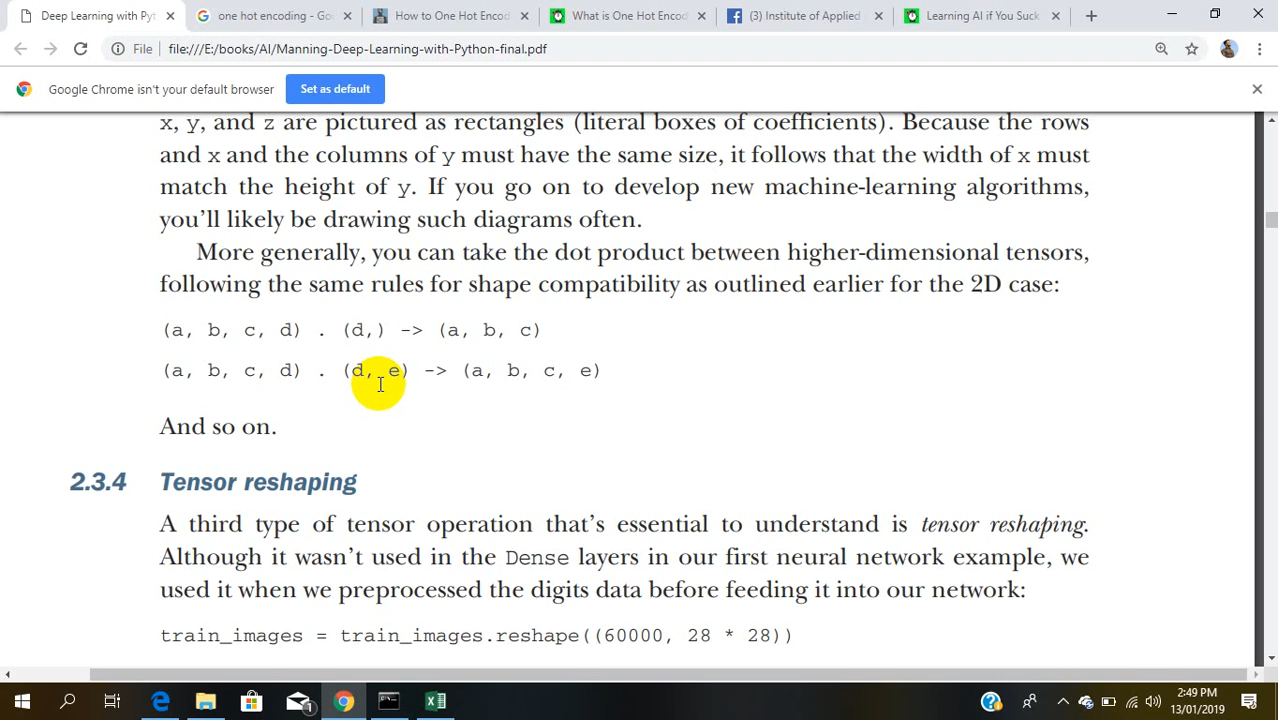 Deep Learning with Pyt
one hot encoding - Goo
How to One Hot Encod
What is One Hot Encod
(3) Institute of Applied
Learning AI if You Suck
File
file:///E:/books/AI/Manning-Deep-Learning-with-Python-final.pdf
Google Chrome isn't your default browser
Set as default
x, y, and z are pictured as rectangles (literal boxes of coefficients). Because the rows
and x and the columns of y must have the same size, it follows that the width of x must
match the height of y. If you go on to develop new machine-learning algorithms,
you'll likely be drawing such diagrams often.
More generally, you can take the dot product between higher-dimensional tensors,
following the same rules for shape compatibility as outlined earlier for the 2D case:
(a, b, c, d) . (d,) -> (a, b, c)
(a, b, c, d) . (d, e) -> (a, b, c, e)
And so on.
2.3.4 Tensor reshaping
A third type of tensor operation that's essential to understand is tensor reshaping.
Although it wasn't used in the Dense layers in our first neural network example, we
used it when we preprocessed the digits data before feeding it into our network:
train_images = train_images.reshape((60000, 28 * 28))
2:49 PM
13/01/2019